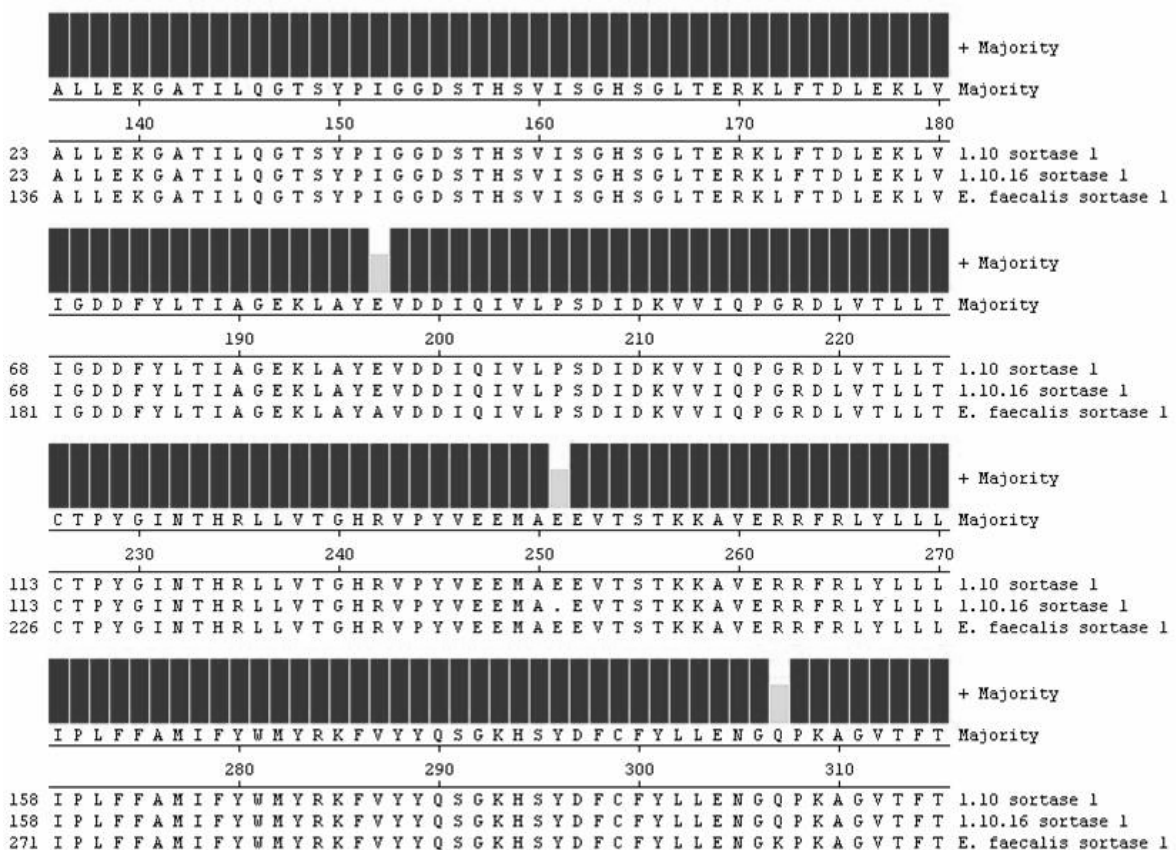 + Majority
A L L E K G A T I L Q G T S Y P I G G D S T H S V I S G H S G L T E R K L F T D L E K L V Majority
140 150 160 170 180
23 A L L E K G A T I L Q G T S Y P I G G D S T H S V I S G H S G L T E R K L F T D L E K L V 1.10 sortase 1
23 A L L E K G A T I L Q G T S Y P I G G D S T H S V I S G H S G L T E R K L F T D L E K L V 1.10.16 sortase 1
136 A L L E K G A T I L Q G T S Y P I G G D S T H S V I S G H S G L T E R K L F T D L E K L V E. faecalis sortase 1
+ Majority
I G D D F Y L T I A G E K L A Y E V D D I Q I V L P S D I D K V V I Q P G R D L V T L L T Majority
190 200 210 220
68 I G D D F Y L T I A G E K L A Y E V D D I Q I V L P S D I D K V V I Q P G R D L V T L L T 1.10 sortase 1
68 I G D D F Y L T I A G E K L A Y E V D D I Q I V L P S D I D K V V I Q P G R D L V T L L T 1.10.16 sortase 1
181 I G D D F Y L T I A G E K L A Y A V D D I Q I V L P S D I D K V V I Q P G R D L V T L L T E. faecalis sortase 1
+ Majority
C T P Y G I N T H R L L V T G H R V P Y V E E M A E E V T S T K K A V E R R F R L Y L L L Majority
230 240 250 260 270
113 C T P Y G I N T H R L L V T G H R V P Y V E E M A E E V T S T K K A V E R R F R L Y L L L 1.10 sortase 1
113 C T P Y G I N T H R L L V T G H R V P Y V E E M A . E V T S T K K A V E R R F R L Y L L L 1.10.16 sortase 1
226 C T P Y G I N T H R L L V T G H R V P Y V E E M A E E V T S T K K A V E R R F R L Y L L L E. faecalis sortase 1
+ Majority
I P L F F A M I F Y W M Y R K F V Y Y Q S G K H S Y D F C F Y L L E N G Q P K A G V T F T Majority
280 290 300 310
158 I P L F F A M I F Y W M Y R K F V Y Y Q S G K H S Y D F C F Y L L E N G Q P K A G V T F T 1.10 sortase 1
158 I P L F F A M I F Y W M Y R K F V Y Y Q S G K H S Y D F C F Y L L E N G Q P K A G V T F T 1.10.16 sortase 1
271 I P L F F A M I F Y W M Y R K F V Y Y Q S G K H S Y D F C F Y L L E N G K P K A G V T F T E. faecalis sortase 1